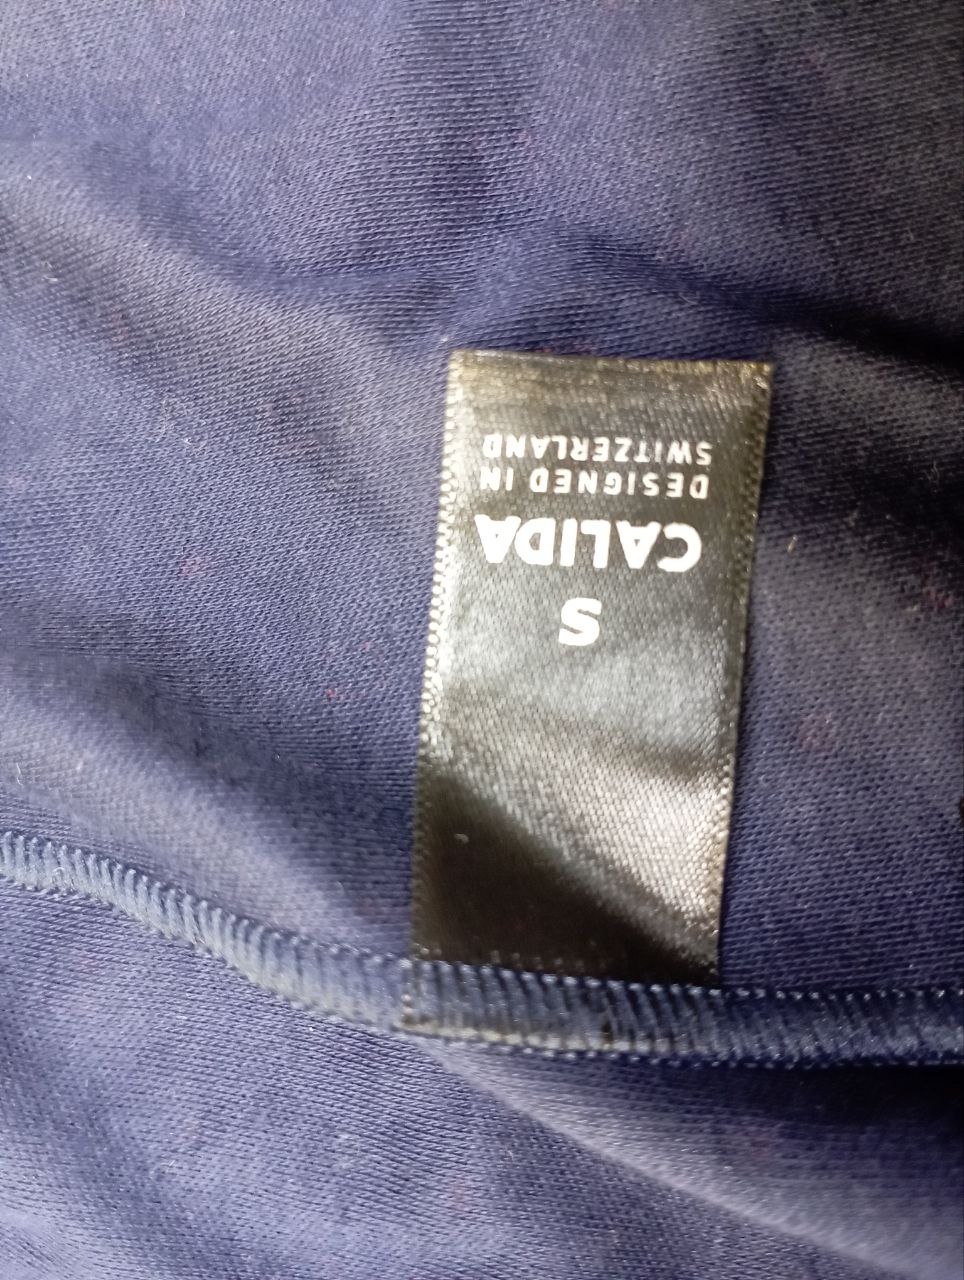 S
CALIDA
DESIGNED IN
SWITZERLAND